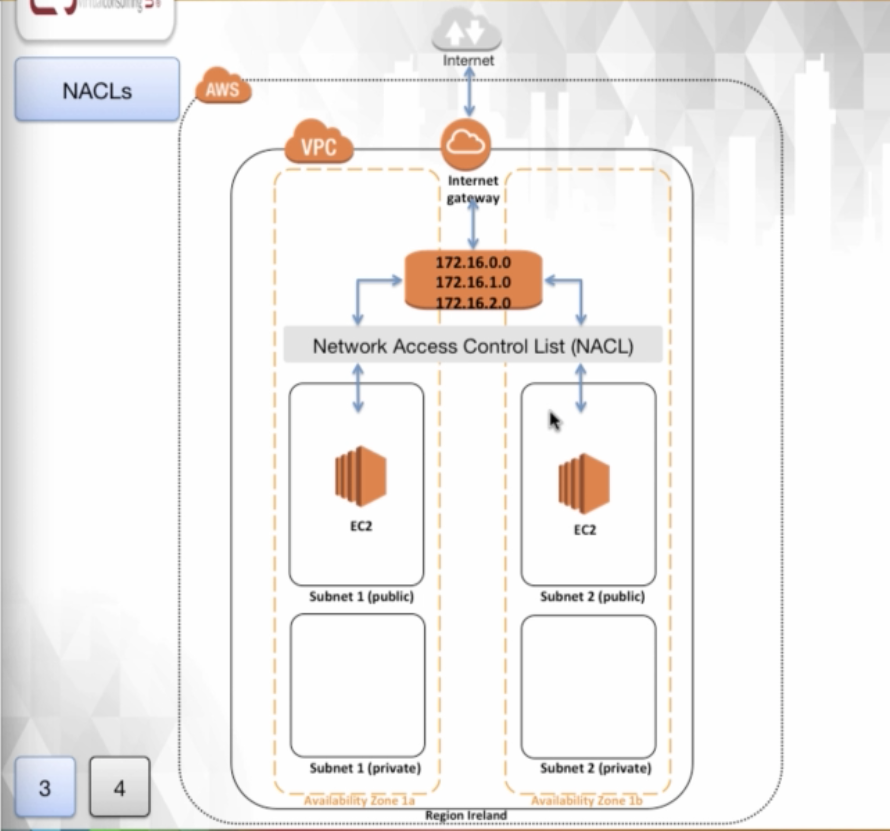 Internet
NACLs
AWS
VPC
Internet
gateway
172.16.0.0
172.16.1.0
172.16.2.0
Network Access Control List (NACL)
EC2
EC2
Subnet 1 (public)
Subnet 2 (public)
Subnet 1 (private)
Subnet 2 (private)
3
4
Availability Zone 1a
Availability Zone 1b
Region Ireland